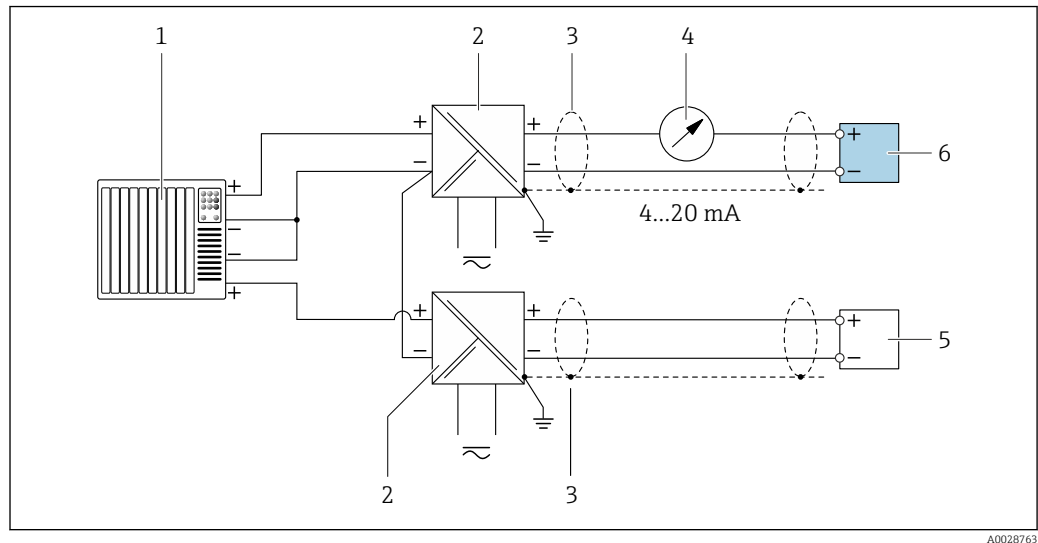 1 2 3 4
+ +
− −
+ +
− 6
+ −
4...20 mA
−
−
+
+ +
+ 5
− − −
2 3
A0028763